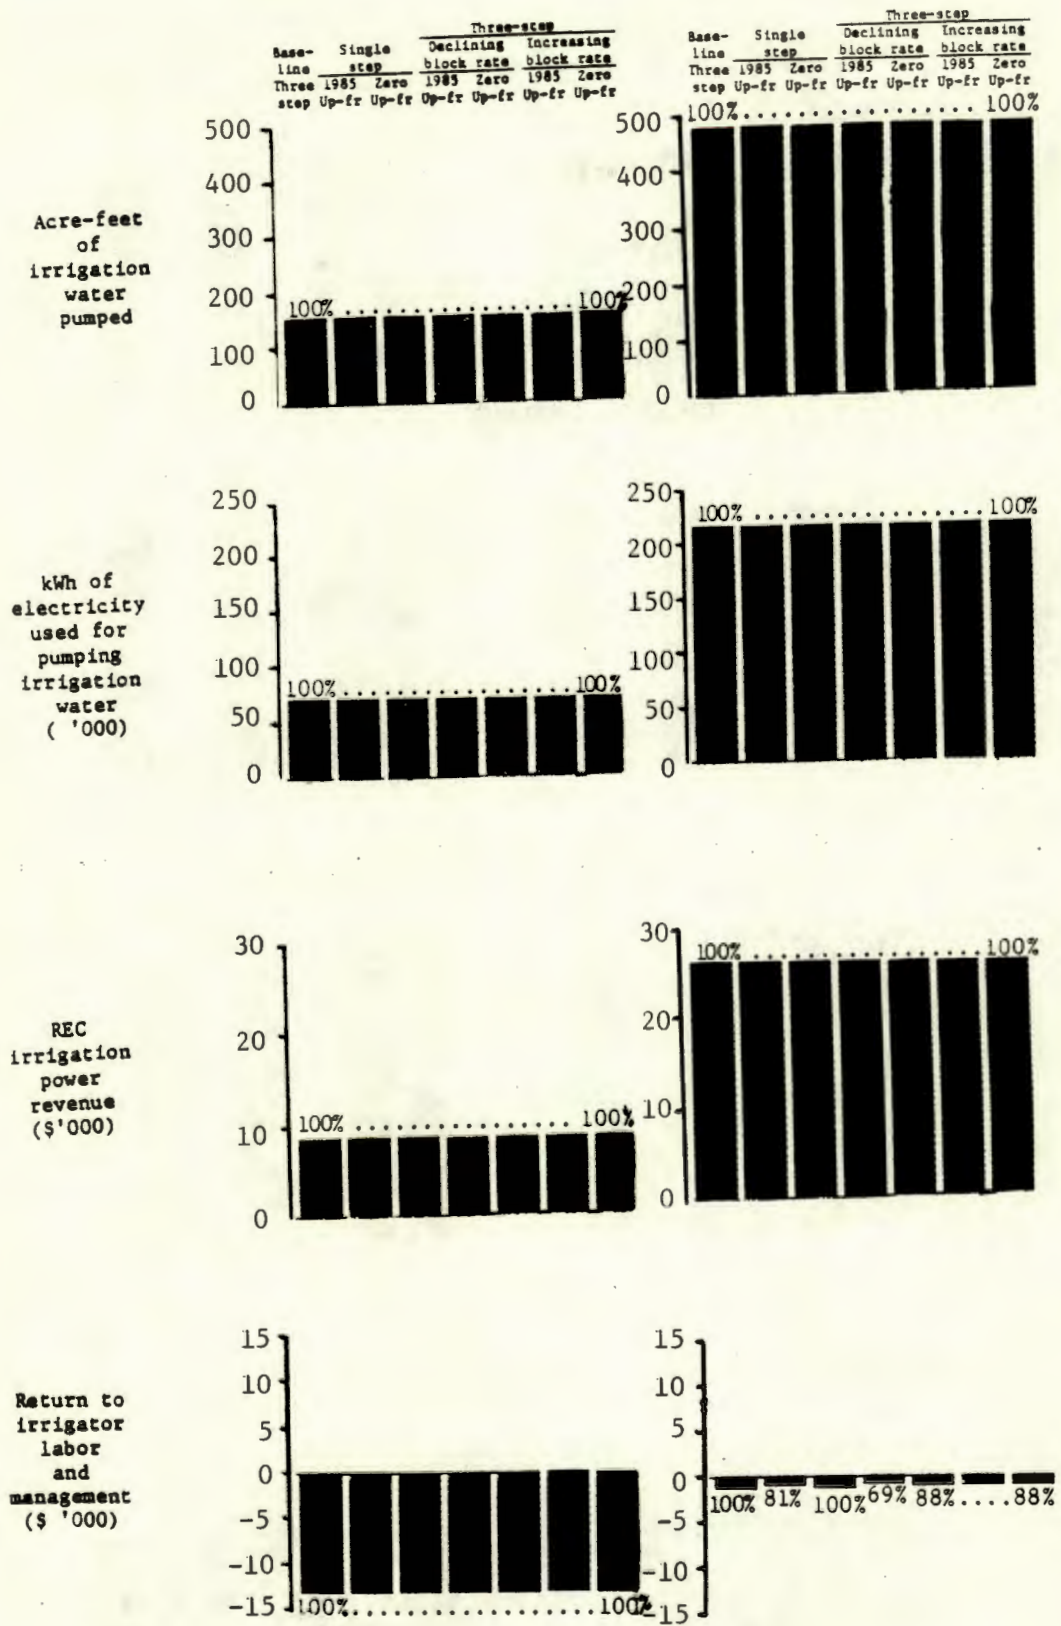 Three-step
Base- Single Declining Increasing
line step block rate block rate
Three 1985 Zero 1985 Zero 1985 Zero
step Up-fr Up-fr Up-fr Up-fr Up-fr Up-fr
Three-step
Base- Single Declining Increasing
line step block rate block rate
Three 1985 Zero 1985 Zero 1985 Zero
step Up-fr Up-fr Up-fr Up-fr Up-fr Up-fr
Acre-feet
of
irrigation
water
pumped
500
400
300
200
100
0
100% ............... 100%
500
400
300
200
100
0
100% ............... 100%
kWh of
electricity
used for
pumping
irrigation
water
( '000)
250
200
150
100
50
0
100% ............... 100%
250
200
150
100
50
0
100% ............... 100%
REC
irrigation
power
revenue
($'000)
30
20
10
0
100% ............... 100%
30
20
10
0
100% ............... 100%
Return to
irrigator
labor
and
management
($ '000)
15
10
5
0
-5
-10
-15
100% ............... 100%
15
10
5
0
-5
-10
-15
100% 81% 100% 69% 88% .... 88%